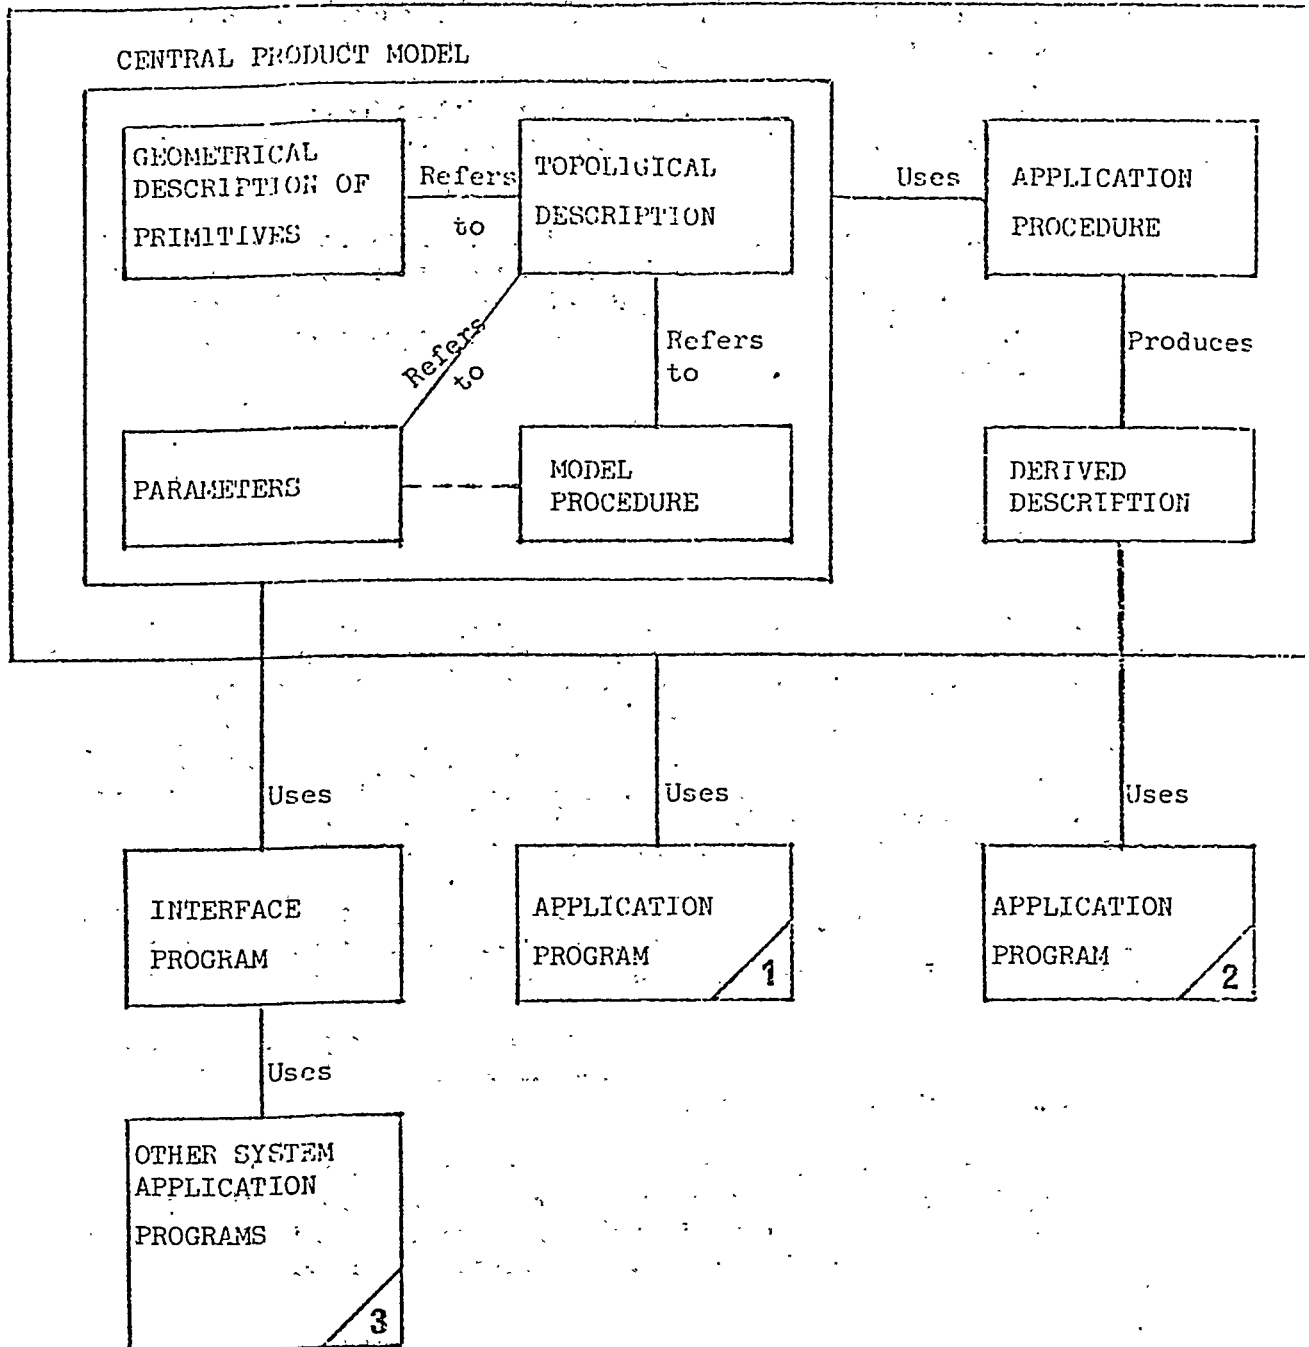 CENTRAL PRODUCT MODEL
GEOMETRICAL
DESCRIPTION OF
PRIMITIVES
Refers
to
TOPOLIGICAL
DESCRIPTION
Uses
APPLICATION
PROCEDURE
Refers
to
Refers
to
Produces
PARAMETERS
MODEL
PROCEDURE
DERIVED
DESCRIPTION
Uses
Uses
Uses
INTERFACE
PROGRAM
APPLICATION
PROGRAM
1
APPLICATION
PROGRAM
2
Uses
OTHER SYSTEM
APPLICATION
PROGRAMS
3